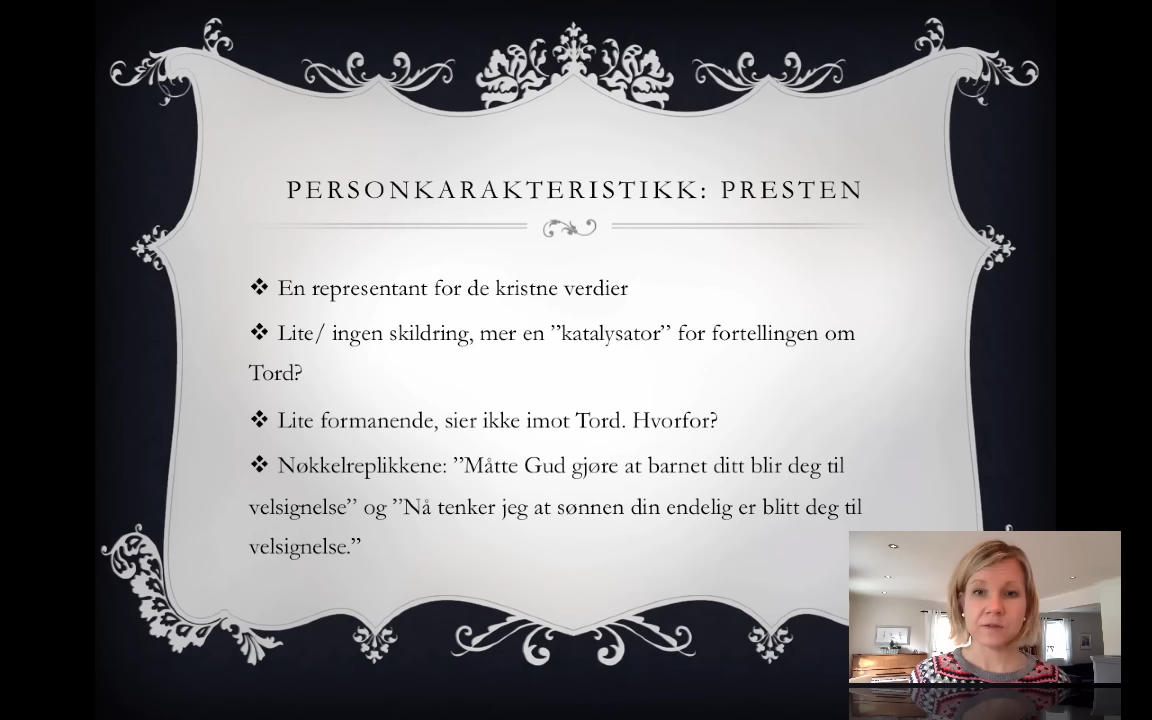 PERSONKARAKTERISTIKK: PRESTEN
❖ En representant for de kristne verdier
❖ Lite/ ingen skildring, mer en ”katalysator” for fortellingen om
Tord?
❖ Lite formanende, sier ikke imot Tord. Hvorfor?
❖ Nøkkelreplikkene: ”Måtte Gud gjøre at barnet ditt blir deg til
velsignelse” og ”Nå tenker jeg at sønnen din endelig er blitt deg til
velsignelse.”